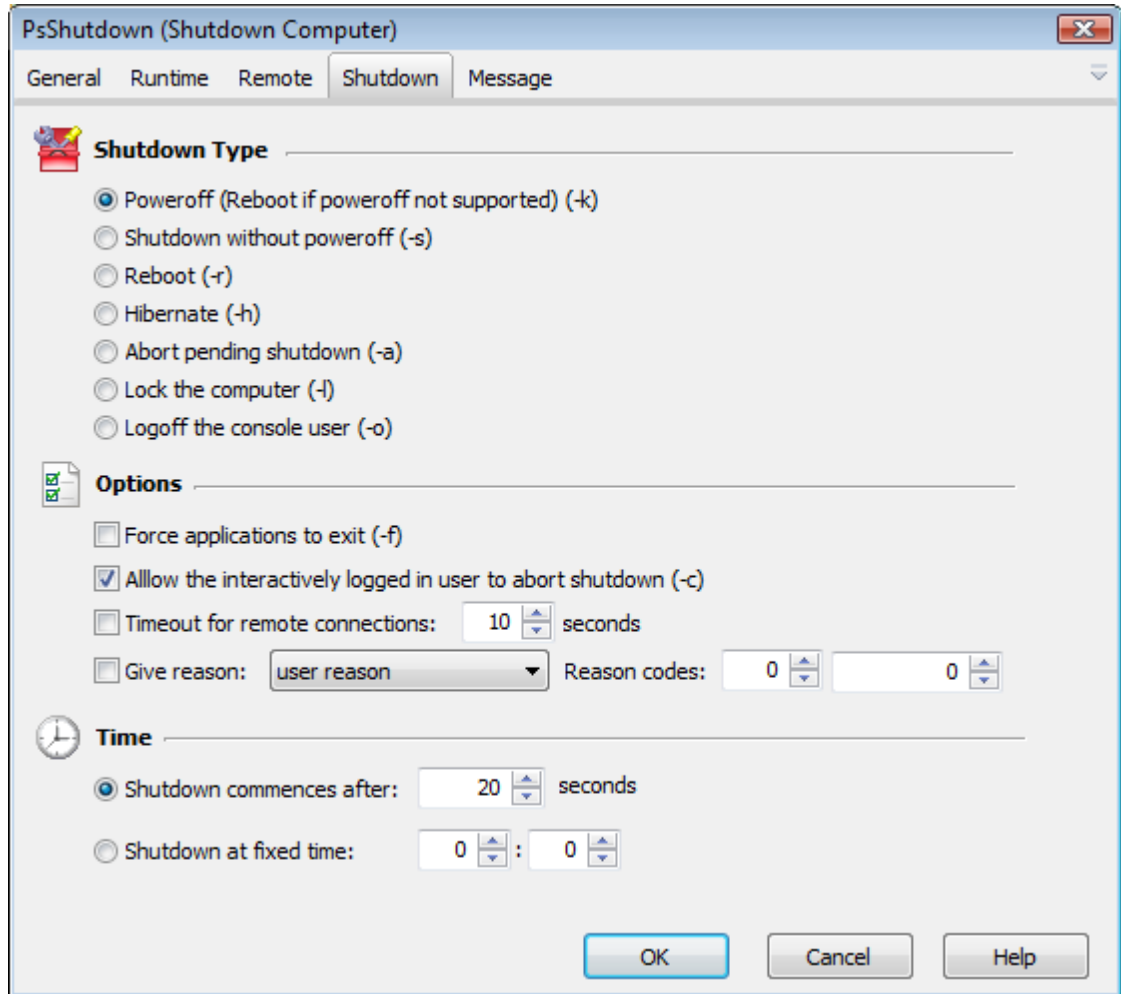 PsShutdown (Shutdown Computer)
General Runtime Remote Shutdown Message
Shutdown Type
Poweroff (Reboot if poweroff not supported) (-k)
Shutdown without poweroff (-s)
Reboot (-r)
Hibernate (-h)
Abort pending shutdown (-a)
Lock the computer (-l)
Logoff the console user (-o)
Options
Force applications to exit (-f)
Alllow the interactively logged in user to abort shutdown (-c)
Timeout for remote connections: 10 seconds
Give reason: user reason Reason codes: 0 0
Time
Shutdown commences after: 20 seconds
Shutdown at fixed time: 0 : 0
OK Cancel Help